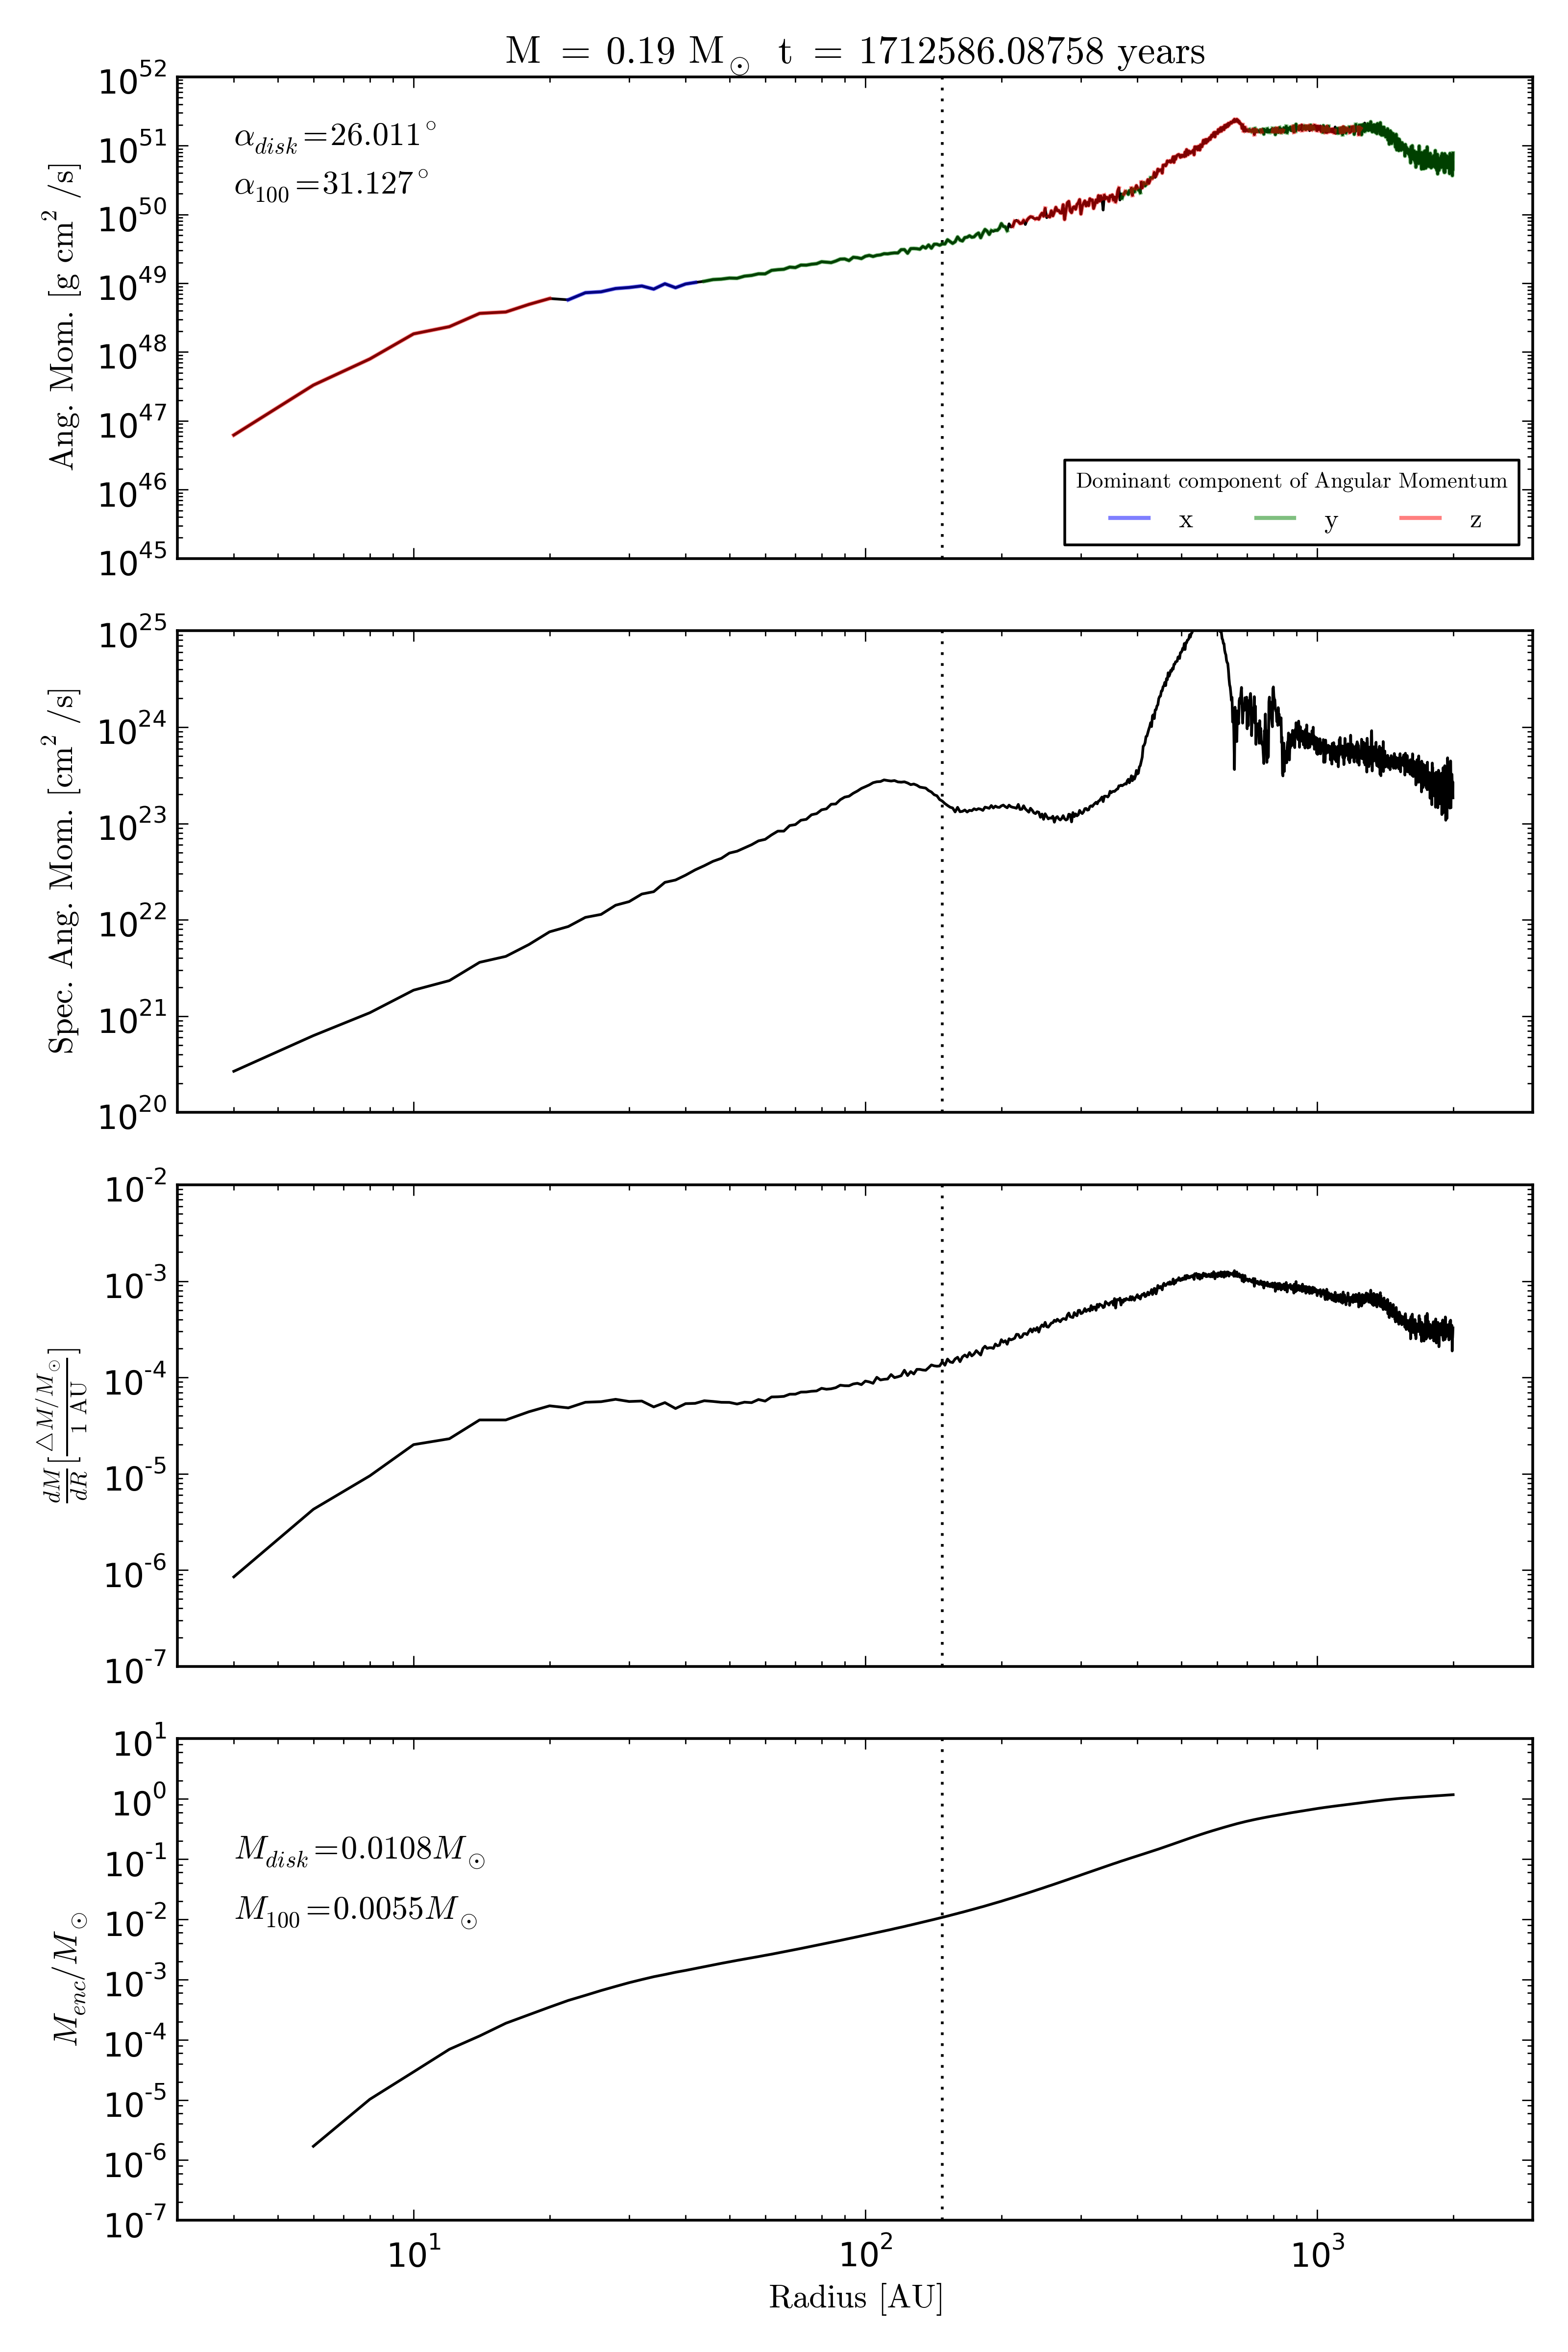 M = 0.19 M⊙ t = 1712586.08758 years
10^52
10^51
10^50
10^49
10^48
10^47
10^46
10^45
Ang. Mom. [g cm^2 /s]
α_disk=26.011°
α_100=31.127°
Dominant component of Angular Momentum
x y z
10^25
10^24
10^23
10^22
10^21
10^20
Spec. Ang. Mom. [cm^2 /s]
10^-2
10^-3
10^-4
10^-5
10^-6
10^-7
dM/dR [△M/M⊙ / 1 AU]
10^1
10^0
10^-1
10^-2
10^-3
10^-4
10^-5
10^-6
10^-7
M_enc/M⊙
M_disk=0.0108M⊙
M_100=0.0055M⊙
10^1 10^2 10^3
Radius [AU]